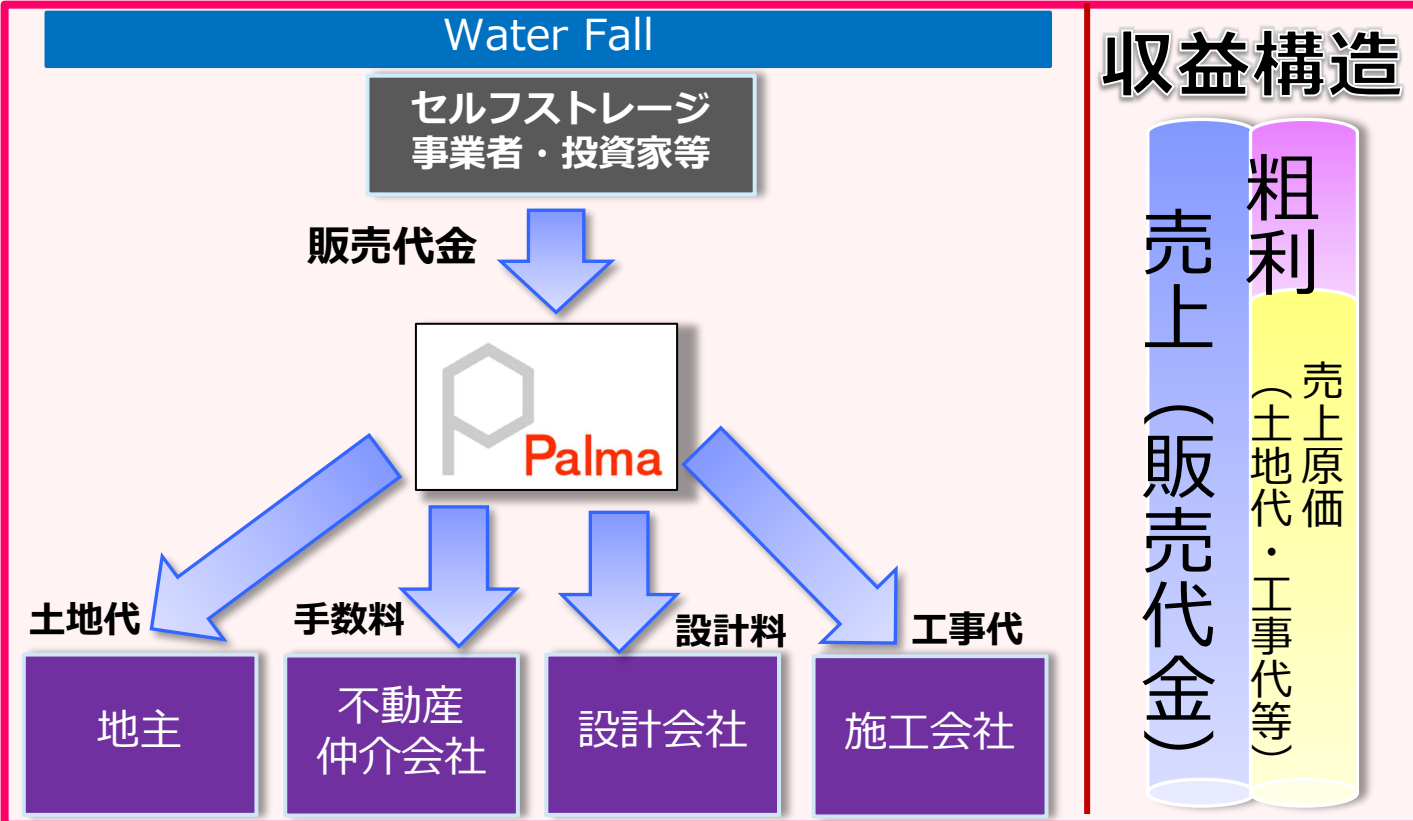 Water Fall
セルフストレージ
事業者・投資家等
販売代金
Palma
土地代
手数料
設計料
工事代
地主
不動産
仲介会社
設計会社
施工会社
収益構造
売上（販売代金）
粗利
売上原価
（土地代・工事代等）